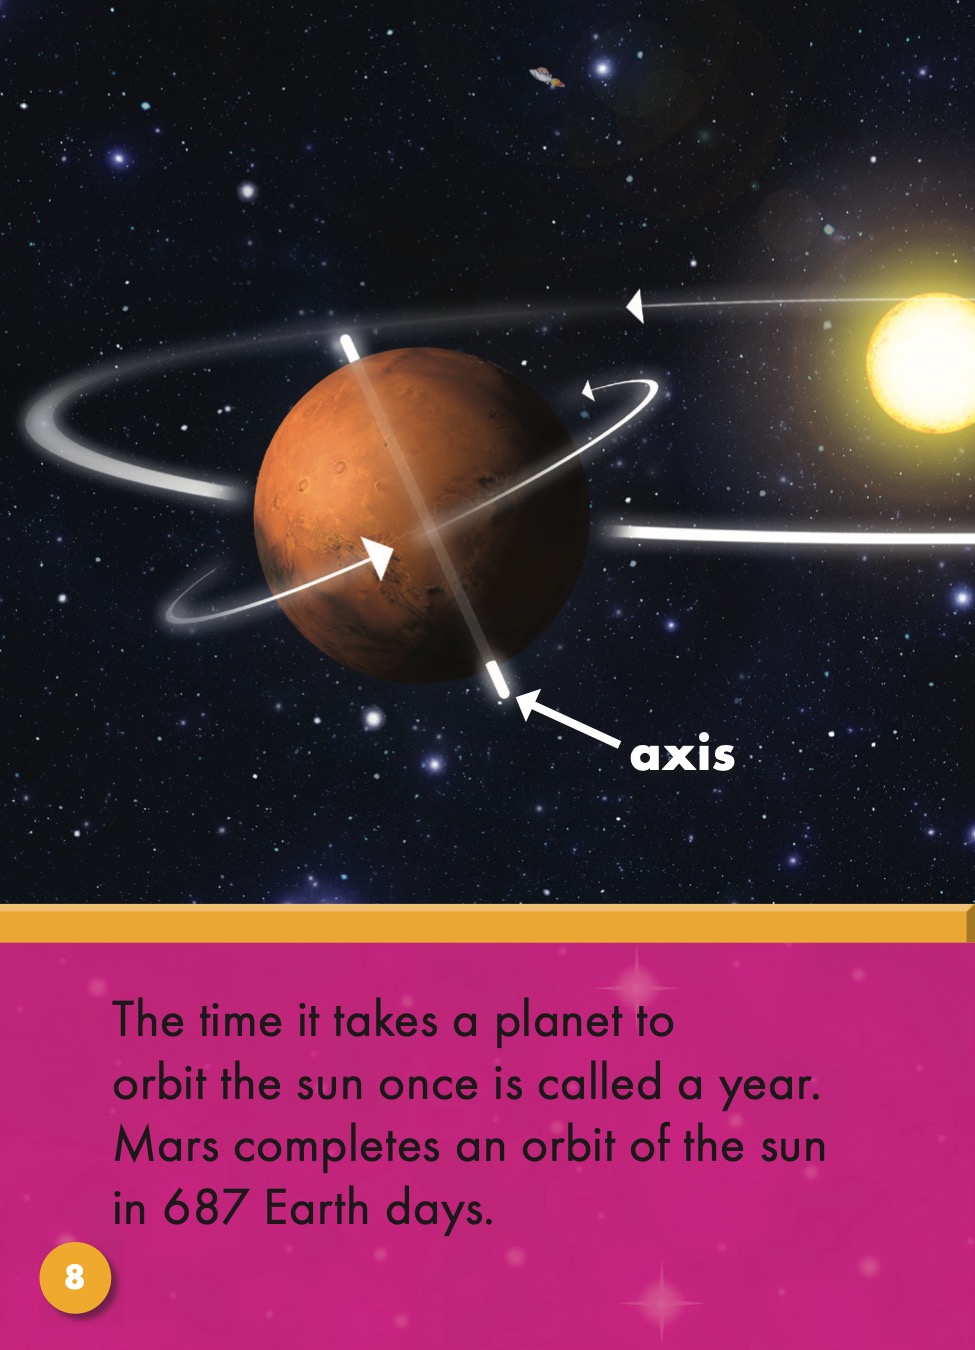 axis
The time it takes a planet to
orbit the sun once is called a year.
Mars completes an orbit of the sun
in 687 Earth days.
8